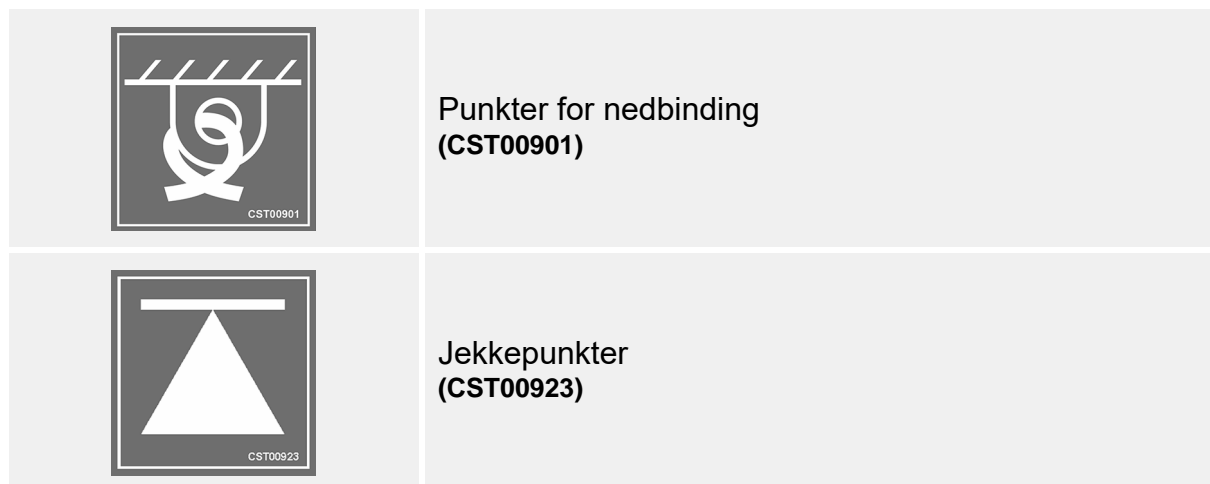 CST00901
Punkter for nedbinding
(CST00901)
CST00923
Jekkepunkter
(CST00923)